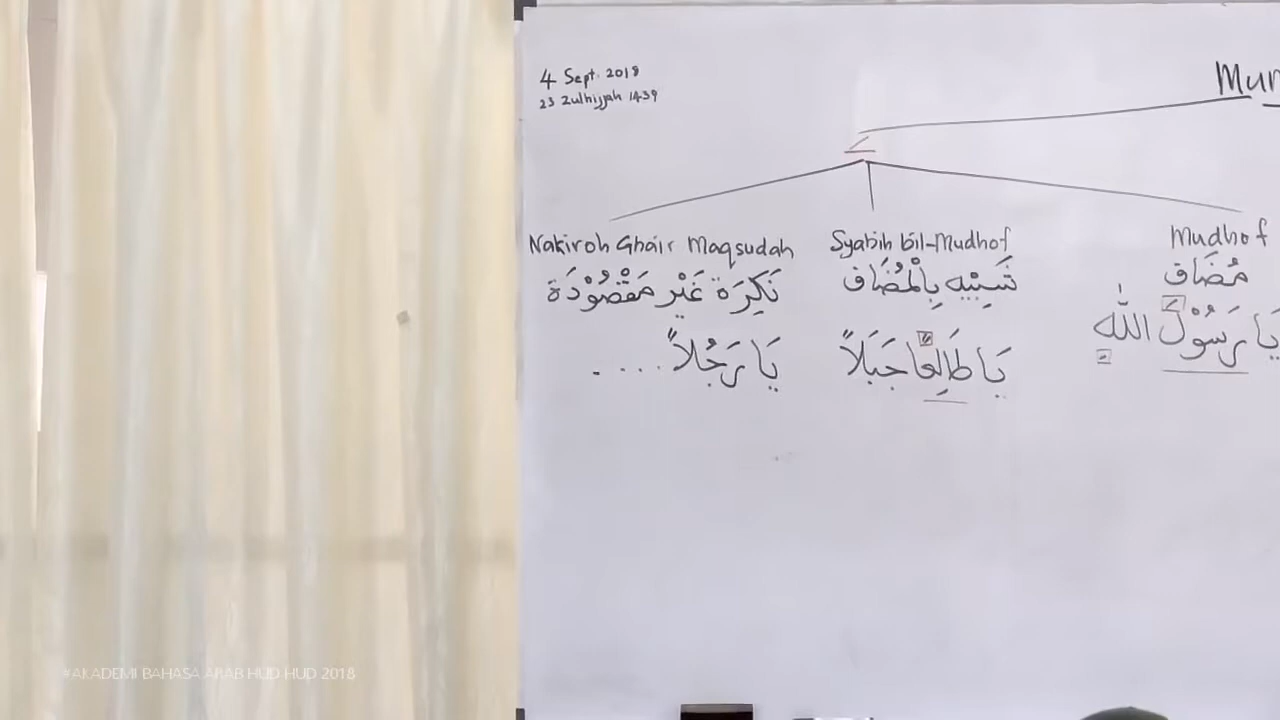 4 Sept. 2018
23 Zulhijjah 1439
Mun
Nakiroh Ghair Maqsudah
نَكِرَة غَيْر مَقْصُوْدَة
يَا رَجُلاً . . . .
Syabih bil-Mudhof
شَبِيْه بِالْمُضَاف
يَا طَالِعًا جَبَلاً
Mudhof
مُضَاف
يَا رَسُوْلَ اللهِ
#AKADEMI BAHASA ARAB HUD HUD 2018